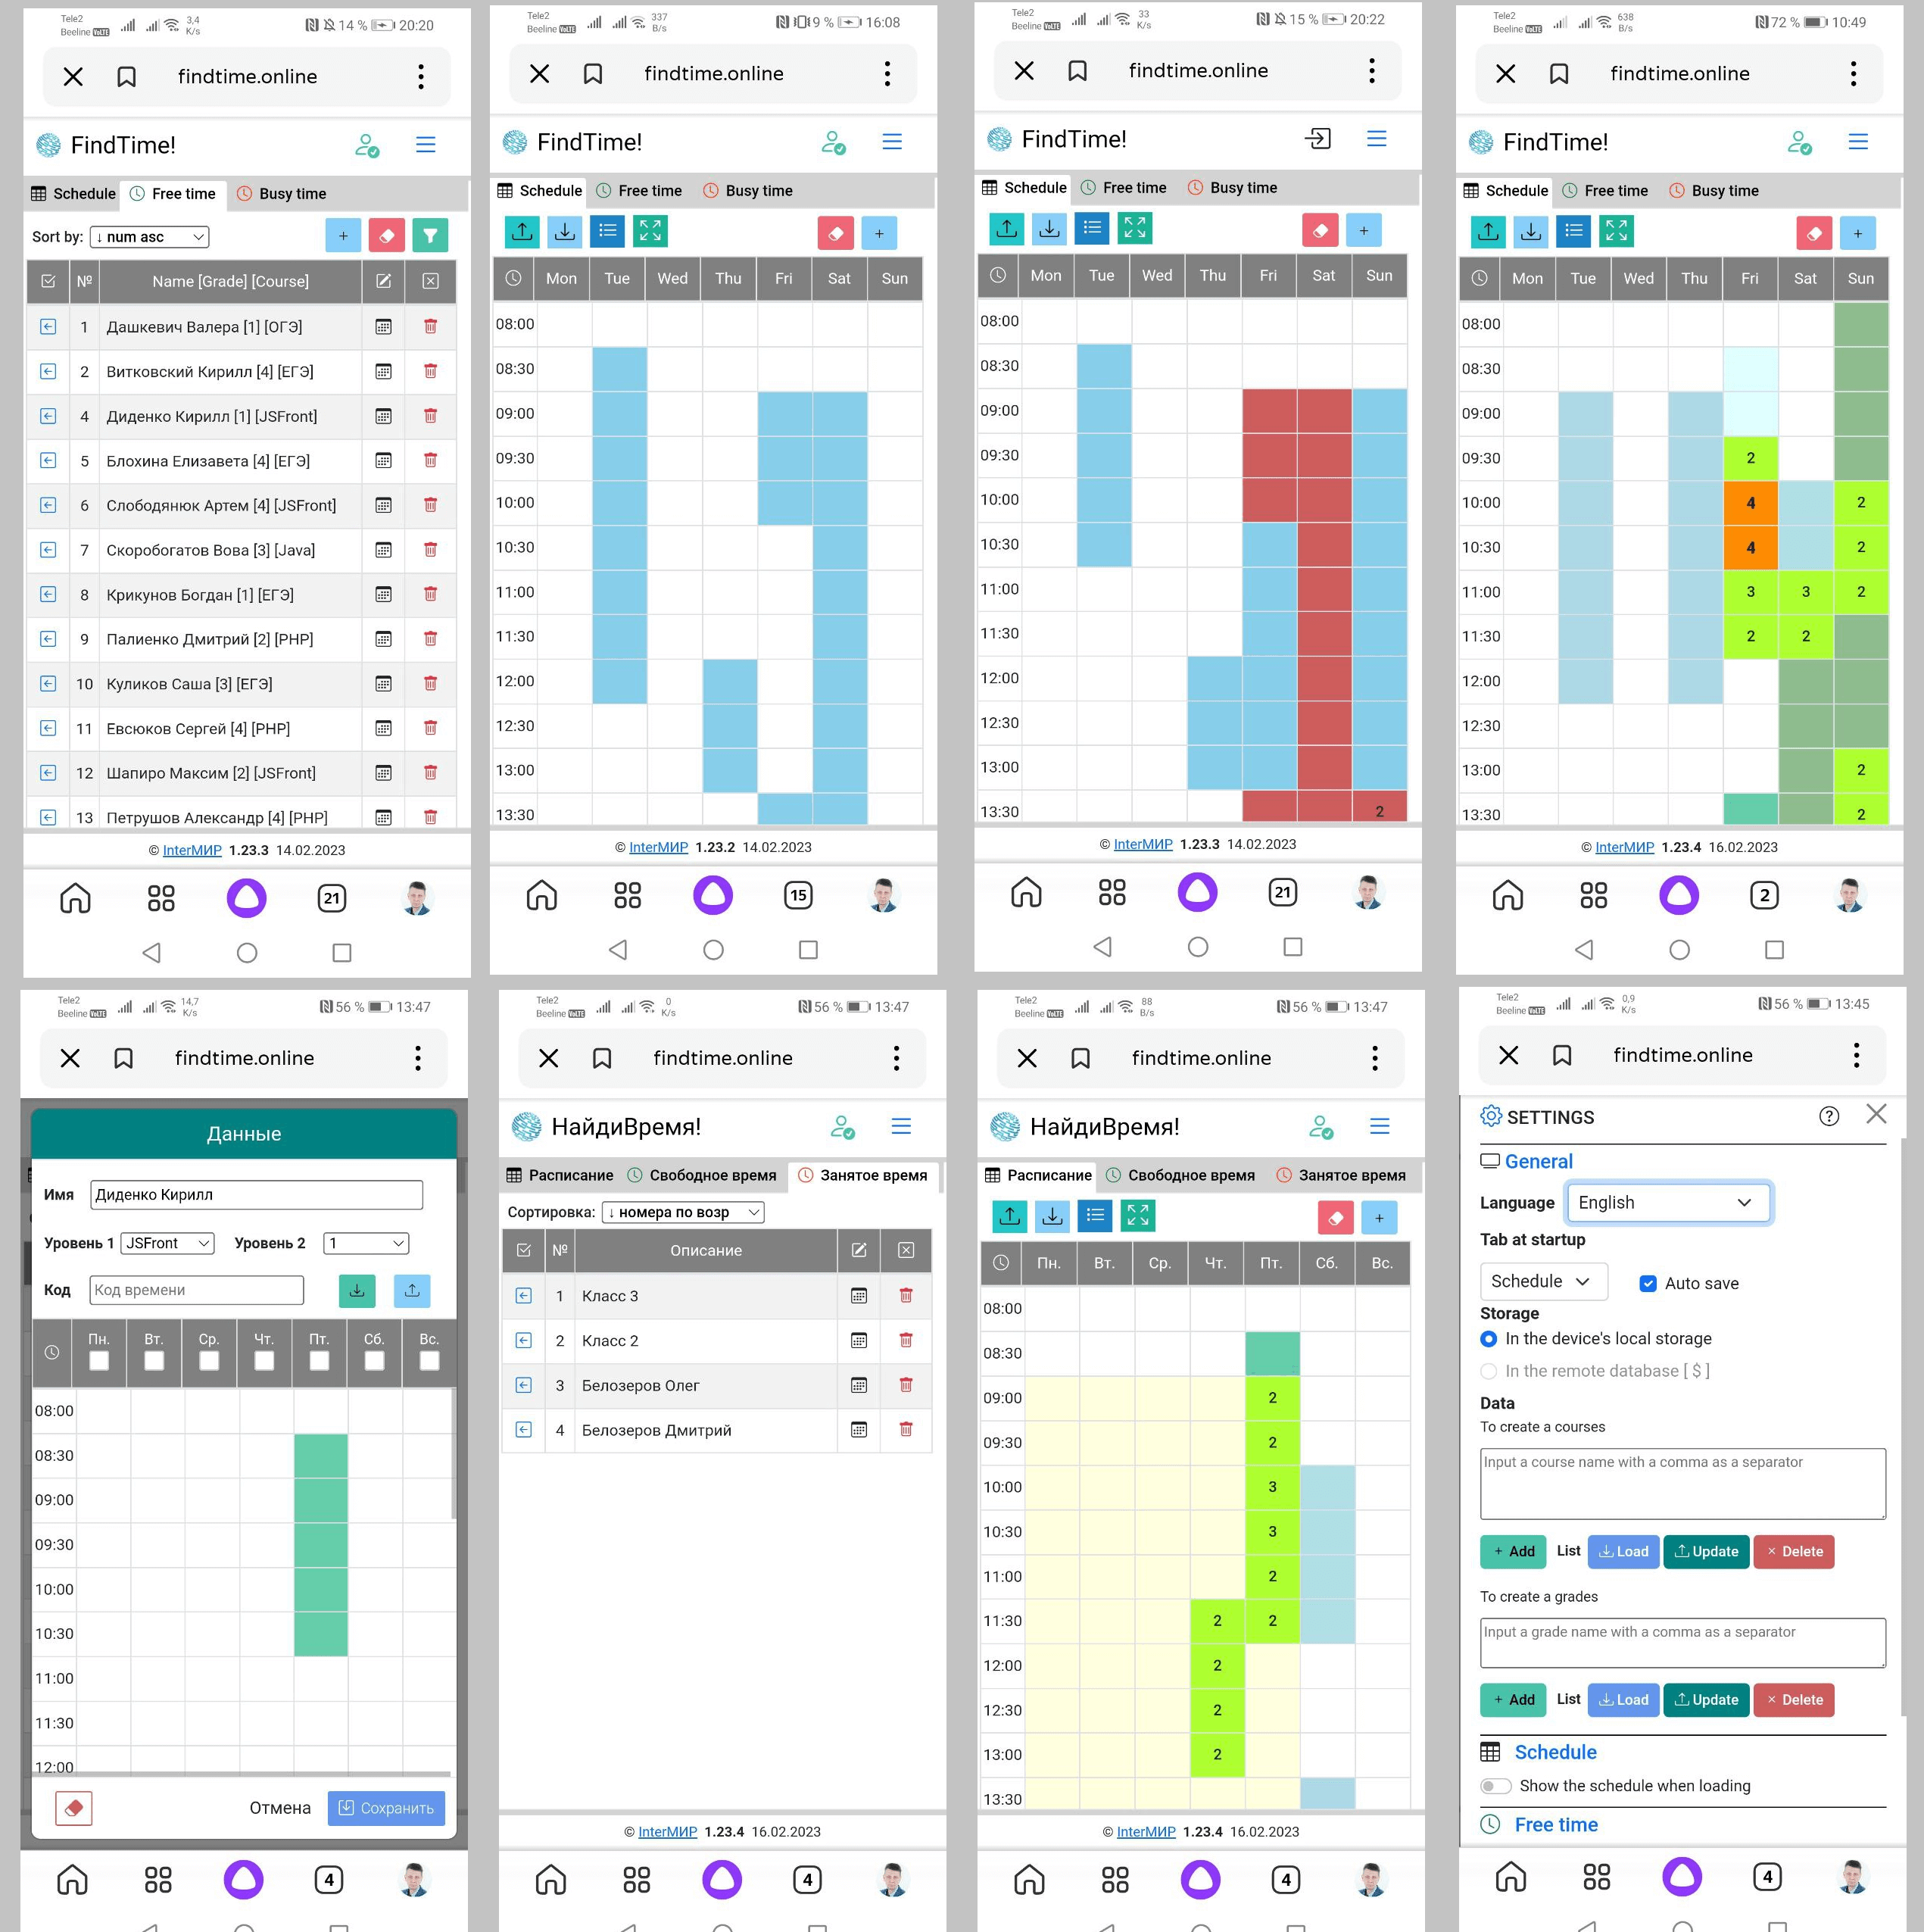 Tele2
Beeline VoLTE
3,4
K/s
14 %
20:20
findtime.online
FindTime!
Schedule Free time Busy time
Sort by: ↓ num asc +
Nº Name [Grade] [Course]
1 Дашкевич Валера [1] [ОГЭ]
2 Витковский Кирилл [4] [ЕГЭ]
4 Диденко Кирилл [1] [JSFront]
5 Блохина Елизавета [4] [ЕГЭ]
6 Слободянюк Артем [4] [JSFront]
7 Скоробогатов Вова [3] [Java]
8 Крикунов Богдан [1] [ЕГЭ]
9 Палиенко Дмитрий [2] [PHP]
10 Куликов Саша [3] [ЕГЭ]
11 Евсюков Сергей [4] [PHP]
12 Шапиро Максим [2] [JSFront]
13 Петрушов Александр [4] [PHP]
© InterМИР 1.23.3 14.02.2023
21
Tele2
Beeline VoLTE
337
B/s
9 %
16:08
findtime.online
FindTime!
Schedule Free time Busy time
+
Mon Tue Wed Thu Fri Sat Sun
08:00
08:30
09:00
09:30
10:00
10:30
11:00
11:30
12:00
12:30
13:00
13:30
© InterМИР 1.23.2 14.02.2023
15
Tele2
Beeline VoLTE
33
K/s
15 %
20:22
findtime.online
FindTime!
Schedule Free time Busy time
+
Mon Tue Wed Thu Fri Sat Sun
08:00
08:30
09:00
09:30
10:00
10:30
11:00
11:30
12:00
12:30
13:00
13:30 2
© InterМИР 1.23.3 14.02.2023
21
Tele2
Beeline VoLTE
638
B/s
72 %
10:49
findtime.online
FindTime!
Schedule Free time Busy time
+
Mon Tue Wed Thu Fri Sat Sun
08:00
08:30
09:00
09:30 2
10:00 4 2
10:30 4 2
11:00 3 3 2
11:30 2 2
12:00
12:30
13:00 2
13:30 2
© InterМИР 1.23.4 16.02.2023
2
Tele2
Beeline VoLTE
14,7
K/s
56 %
13:47
findtime.online
Данные
Имя Диденко Кирилл
Уровень 1 JSFront Уровень 2 1
Код Код времени
Пн. Вт. Ср. Чт. Пт. Сб. Вс.
08:00
08:30
09:00
09:30
10:00
10:30
11:00
11:30
12:00
Отмена Сохранить
4
Tele2
Beeline VoLTE
0
K/s
56 %
13:47
findtime.online
НайдиВремя!
Расписание Свободное время Занятое время
Сортировка: ↓ номера по возр
Nº Описание
1 Класс 3
2 Класс 2
3 Белозеров Олег
4 Белозеров Дмитрий
© InterМИР 1.23.4 16.02.2023
4
Tele2
Beeline VoLTE
88
B/s
56 %
13:47
findtime.online
НайдиВремя!
Расписание Свободное время Занятое время
+
Пн. Вт. Ср. Чт. Пт. Сб. Вс.
08:00
08:30
09:00 2
09:30 2
10:00 3
10:30 3
11:00 2
11:30 2 2
12:00 2
12:30 2
13:00 2
13:30
© InterМИР 1.23.4 16.02.2023
4
Tele2
Beeline VoLTE
0,9
K/s
56 %
13:45
findtime.online
SETTINGS ?
General
Language English
Tab at startup
Schedule Auto save
Storage
In the device's local storage
In the remote database [ $ ]
Data
To create a courses
Input a course name with a comma as a separator
+ Add List Load Update × Delete
To create a grades
Input a grade name with a comma as a separator
+ Add List Load Update × Delete
Schedule
Show the schedule when loading
Free time
4